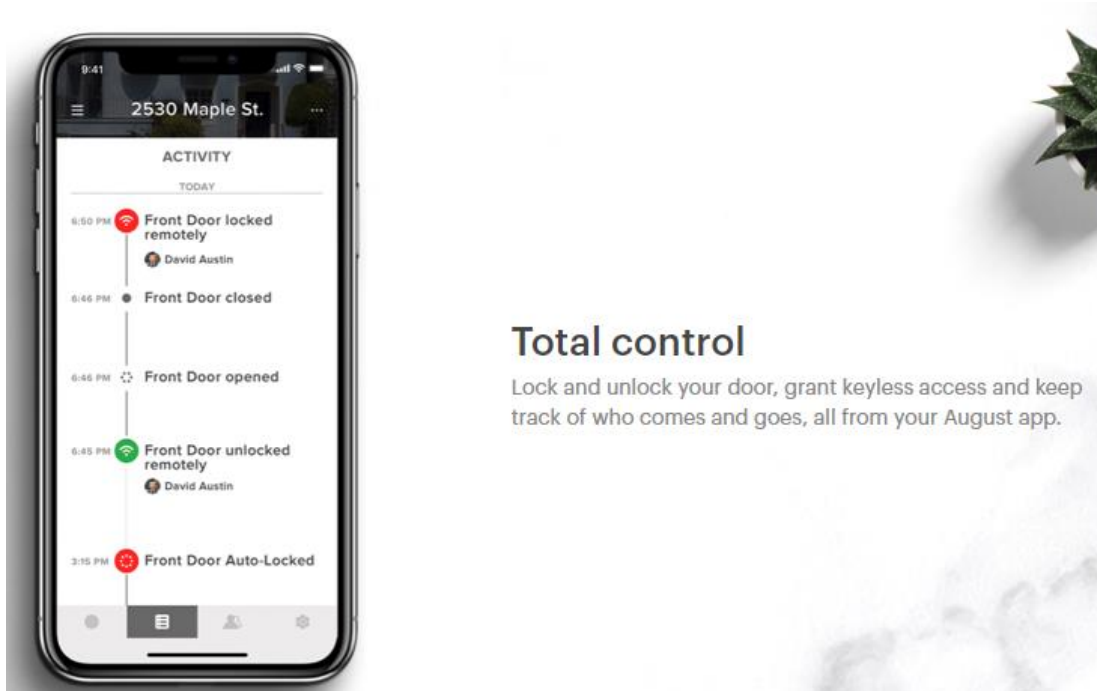 9:41
2530 Maple St.
ACTIVITY
TODAY
6:50 PM Front Door locked
remotely
David Austin
6:46 PM Front Door closed
6:46 PM Front Door opened
6:45 PM Front Door unlocked
remotely
David Austin
3:15 PM Front Door Auto-Locked
Total control
Lock and unlock your door, grant keyless access and keep
track of who comes and goes, all from your August app.